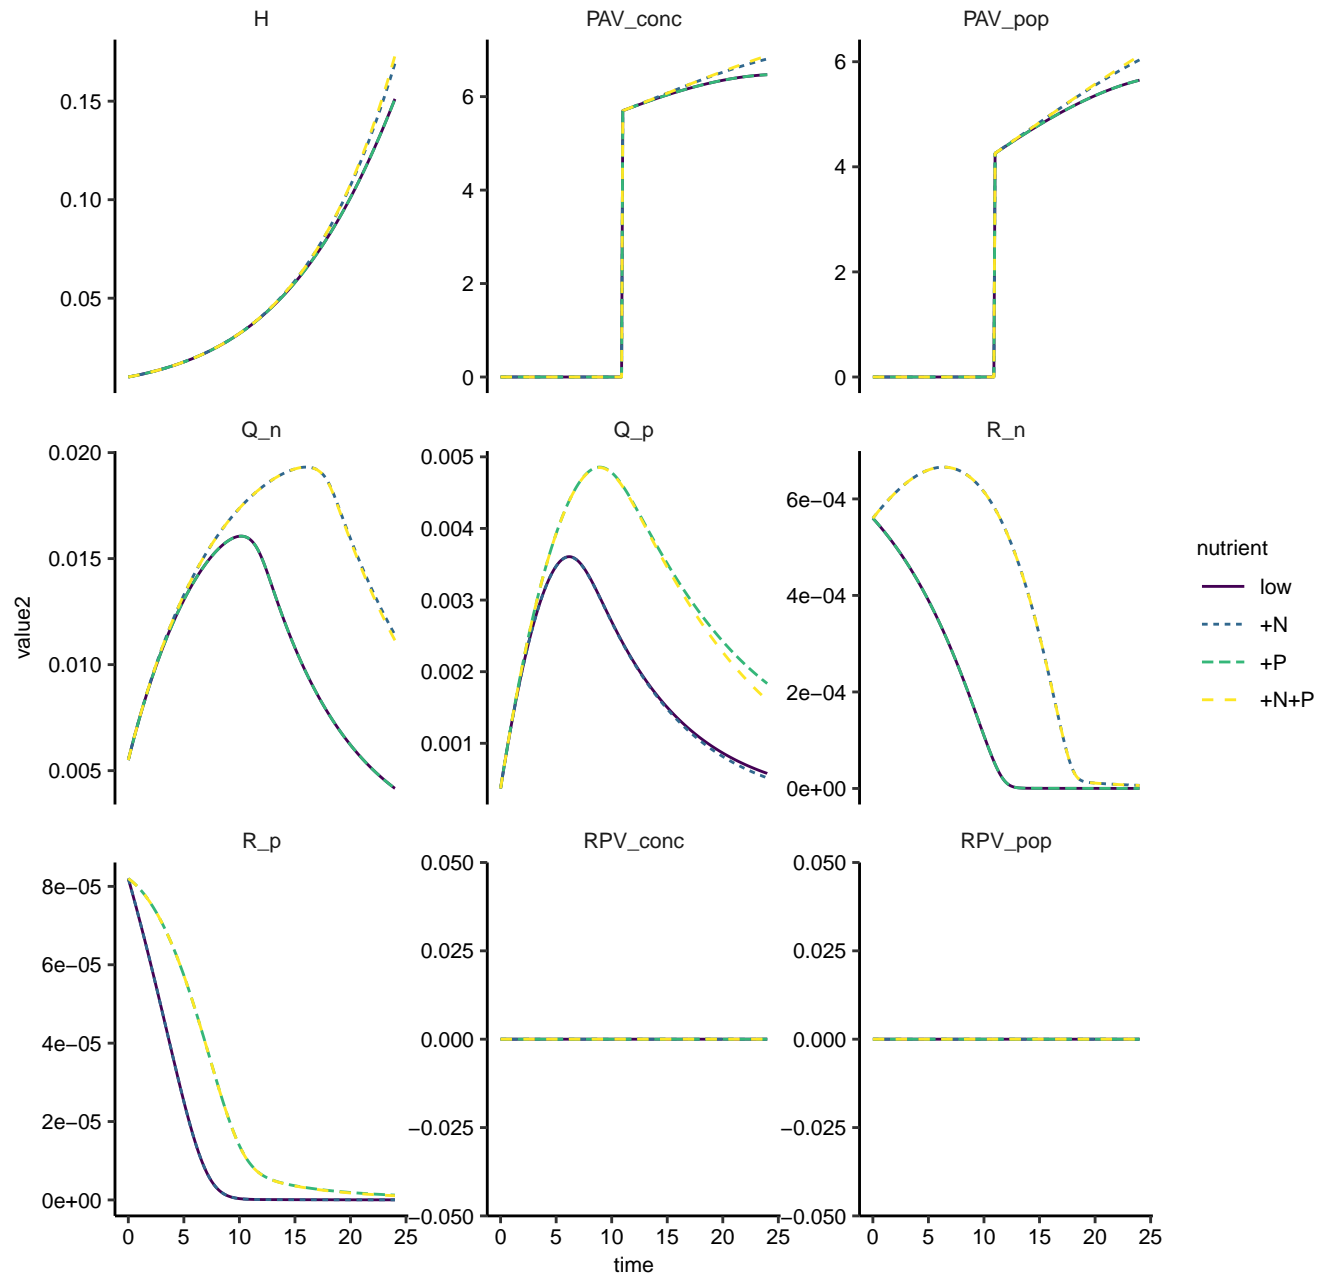 H
PAV_conc
PAV_pop
0.15
0.10
0.05
6
4
2
0
6
4
2
0
Q_n
Q_p
R_n
0.020
0.015
0.010
0.005
0.005
0.004
0.003
0.002
0.001
6e−04
4e−04
2e−04
0e+00
R_p
RPV_conc
RPV_pop
8e−05
6e−05
4e−05
2e−05
0e+00
0.050
0.025
0.000
−0.025
−0.050
0.050
0.025
0.000
−0.025
−0.050
0 5 10 15 20 25
0 5 10 15 20 25
0 5 10 15 20 25
time
value2
nutrient
low
+N
+P
+N+P